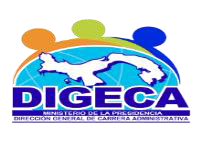 DIGECA
MINISTERIO DE LA PRESIDENCIA
DIRECCIÓN GENERAL DE CARRERA ADMINISTRATIVA